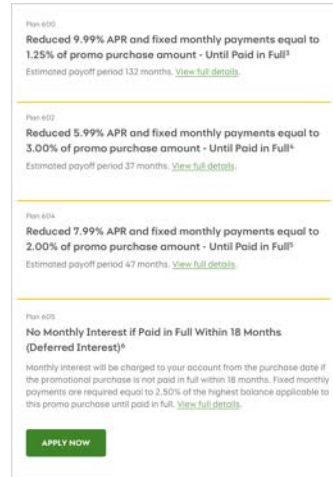 Plan 600
Reduced 9.99% APR and fixed monthly payments equal to
1.25% of promo purchase amount - Until Paid in Full³
Estimated payoff period 132 months. View full details.
Plan 602
Reduced 5.99% APR and fixed monthly payments equal to
3.00% of promo purchase amount - Until Paid in Full⁴
Estimated payoff period 37 months. View full details.
Plan 604
Reduced 7.99% APR and fixed monthly payments equal to
2.00% of promo purchase amount - Until Paid in Full⁵
Estimated payoff period 47 months. View full details.
Plan 605
No Monthly Interest if Paid in Full Within 18 Months
(Deferred Interest)⁶
Monthly interest will be charged to your account from the purchase date if
the promotional purchase is not paid in full within 18 months. Fixed monthly
payments are required equal to 2.50% of the highest balance applicable to
this promo purchase until paid in full. View full details.
APPLY NOW